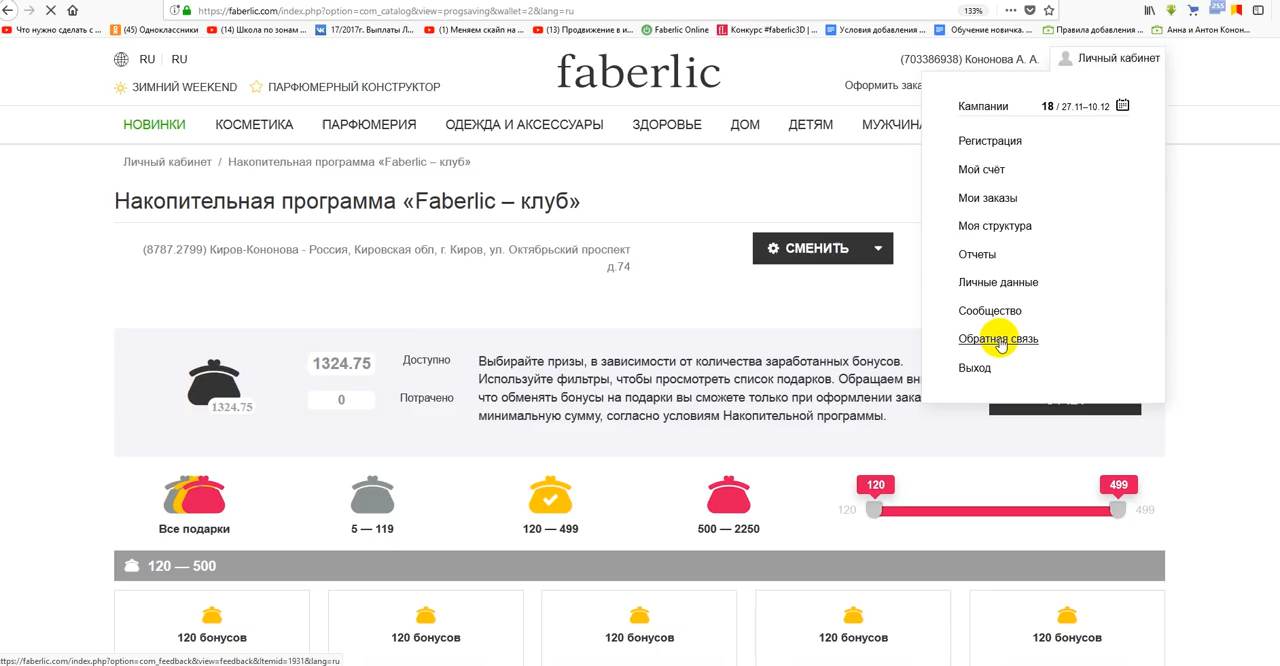 https://faberlic.com/index.php?option=com_catalog&view=progsaving&wallet=2&lang=ru
133%
255
Что нужно сделать с ...
(45) Одноклассники
(14) Школа по зонам ...
17/2017г. Выплаты Л...
(1) Меняем скайп на ...
(13) Продвижение в и...
Faberlic Online
Конкурс #faberlic3D | ...
Условия добавления ...
Обучение новичка. ...
Правила добавления ...
Анна и Антон Конон...
RU RU
faberlic
(703386938) Кононова А. А.
Личный кабинет
ЗИМНИЙ WEEKEND
ПАРФЮМЕРНЫЙ КОНСТРУКТОР
Оформить зака
НОВИНКИ КОСМЕТИКА ПАРФЮМЕРИЯ ОДЕЖДА И АКСЕССУАРЫ ЗДОРОВЬЕ ДОМ ДЕТЯМ МУЖЧИНА
Кампании 18 / 27.11–10.12
Регистрация
Мой счёт
Мои заказы
Моя структура
Отчеты
Личные данные
Сообщество
Обратная связь
Выход
Личный кабинет / Накопительная программа «Faberlic – клуб»
Накопительная программа «Faberlic – клуб»
(8787.2799) Киров-Кононова - Россия, Кировская обл, г. Киров, ул. Октябрьский проспект
д.74
СМЕНИТЬ
1324.75
1324.75 Доступно
0 Потрачено
Выбирайте призы, в зависимости от количества заработанных бонусов.
Используйте фильтры, чтобы просмотреть список подарков. Обращаем вн
что обменять бонусы на подарки вы сможете только при оформлении зака
минимальную сумму, согласно условиям Накопительной программы.
Все подарки
5 — 119
120 — 499
500 — 2250
120 499
120 499
120 — 500
120 бонусов 120 бонусов 120 бонусов 120 бонусов 120 бонусов
ttps://faberlic.com/index.php?option=com_feedback&view=feedback&Itemid=1931&lang=ru